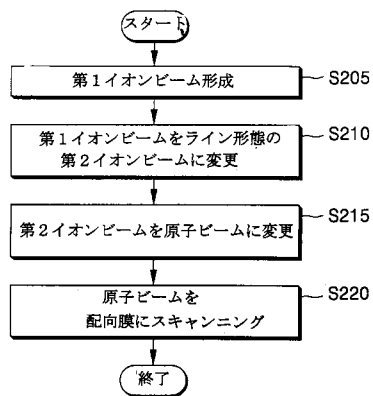 スタート
第1イオンビーム形成
S205
第1イオンビームをライン形態の
第2イオンビームに変更
S210
第2イオンビームを原子ビームに変更
S215
原子ビームを
配向膜にスキャンニング
S220
終了